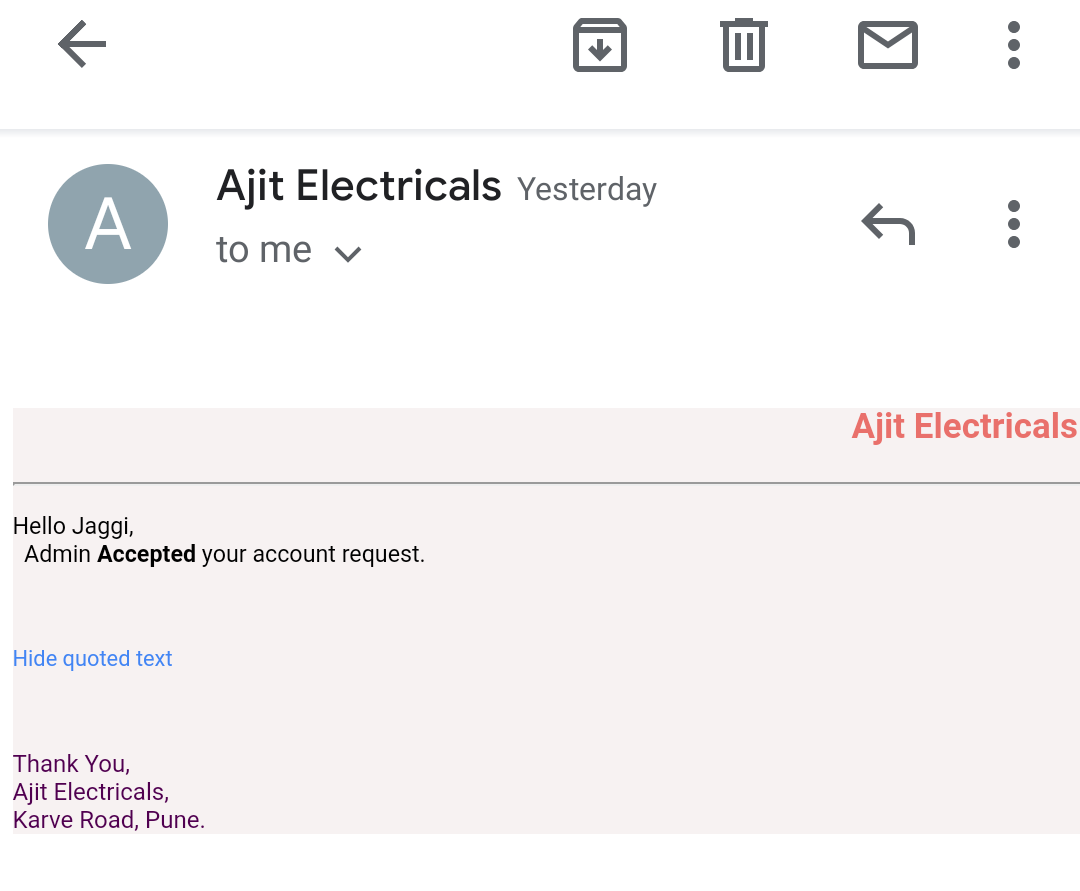 A
Ajit Electricals Yesterday
to me
Ajit Electricals
Hello Jaggi,
Admin Accepted your account request.
Hide quoted text
Thank You,
Ajit Electricals,
Karve Road, Pune.